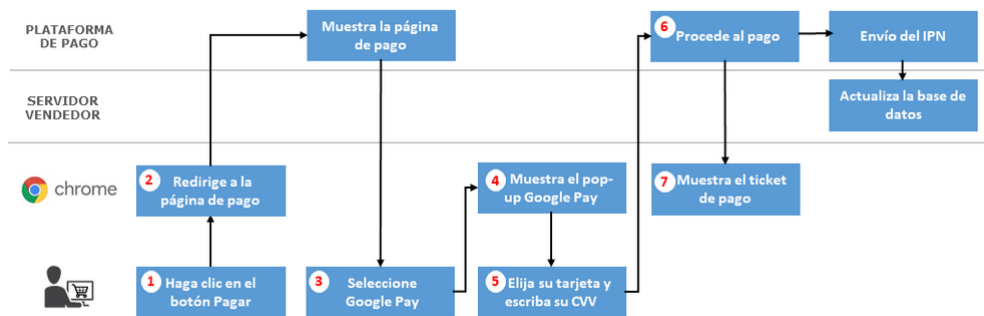 PLATAFORMA
DE PAGO
Muestra la página
de pago
6
Procede al pago
Envío del IPN
SERVIDOR
VENDEDOR
Actualiza la base de
datos
chrome
2
Redirige a la
página de pago
4
Muestra el pop-
up Google Pay
7
Muestra el ticket
de pago
1
Haga clic en el
botón Pagar
3
Seleccione
Google Pay
5
Elija su tarjeta y
escriba su CVV